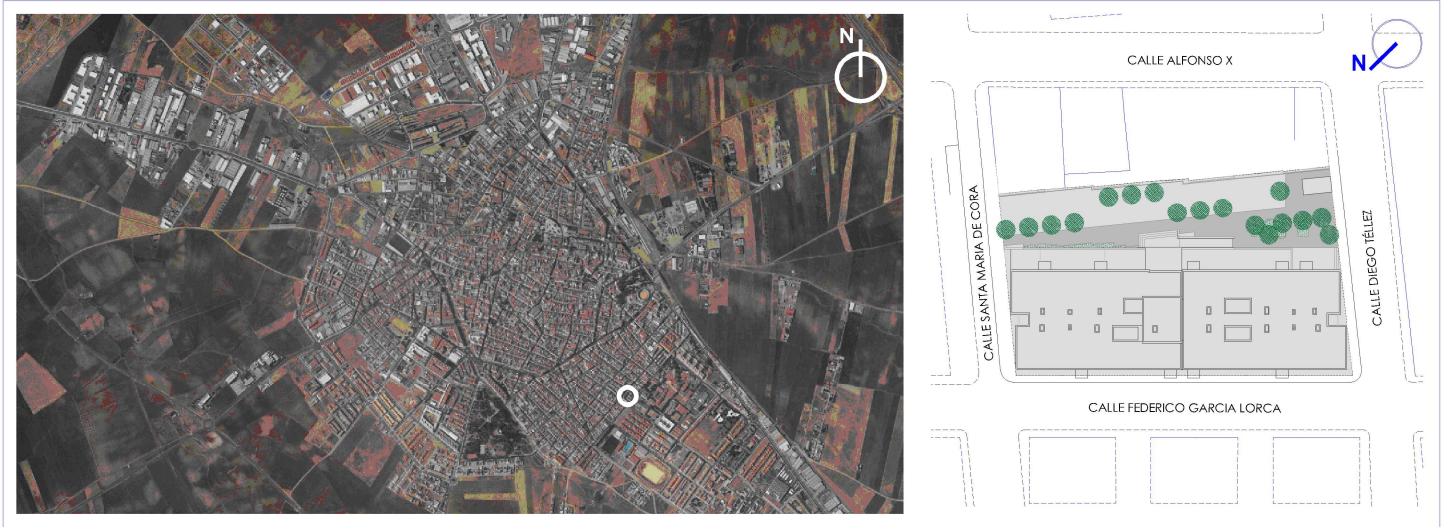 N
CALLE ALFONSO X
N
CALLE SANTA MARIA DE CORA
CALLE DIEGO TÉLLEZ
CALLE FEDERICO GARCIA LORCA